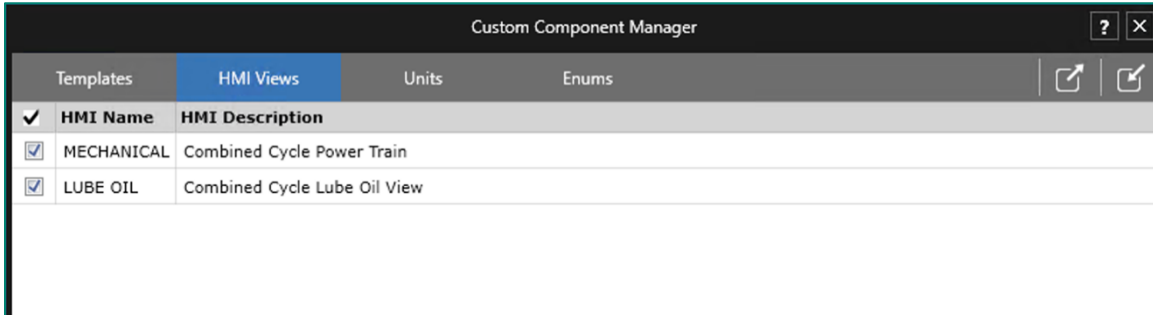 Custom Component Manager ? ×
Templates HMI Views Units Enums
HMI Name HMI Description
MECHANICAL Combined Cycle Power Train
LUBE OIL Combined Cycle Lube Oil View